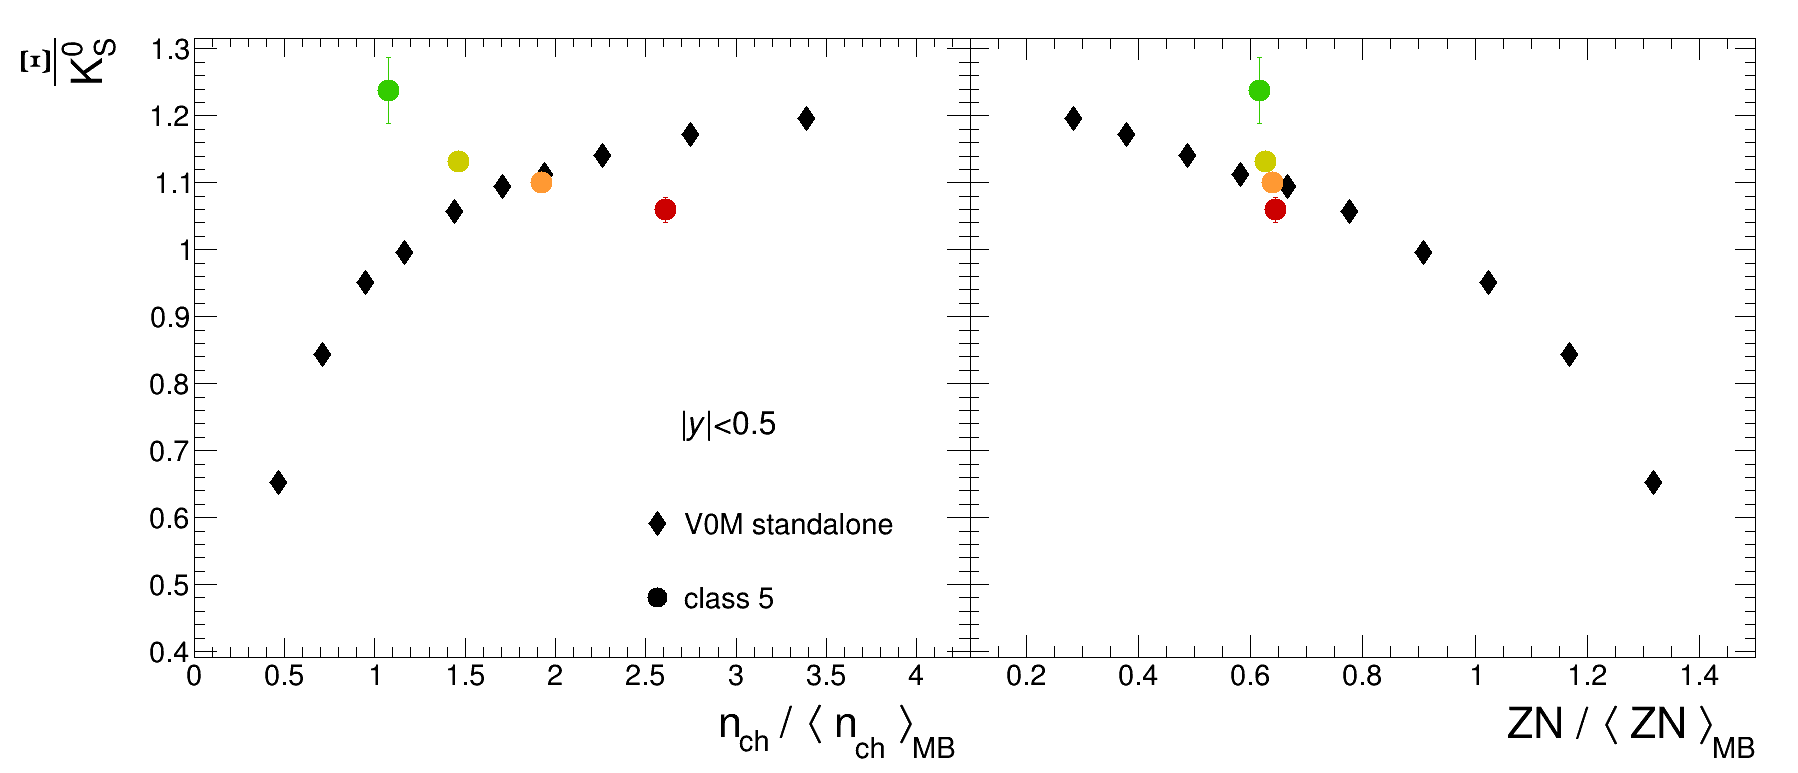 Ξ
K⁰_S
1.3
1.2
1.1
1
0.9
0.8
0.7
0.6
0.5
0.4
|y|<0.5
V0M standalone
class 5
0 0.5 1 1.5 2 2.5 3 3.5 4
0.2 0.4 0.6 0.8 1 1.2 1.4
n_ch / ⟨ n_ch ⟩_MB
ZN / ⟨ ZN ⟩_MB